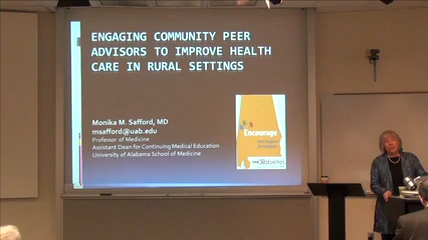 ENGAGING COMMUNITY PEER
ADVISORS TO IMPROVE HEALTH
CARE IN RURAL SETTINGS
Monika M. Safford, MD
msafford@uab.edu
Professor of Medicine
Assistant Dean for Continuing Medical Education
University of Alabama School of Medicine
Encourage